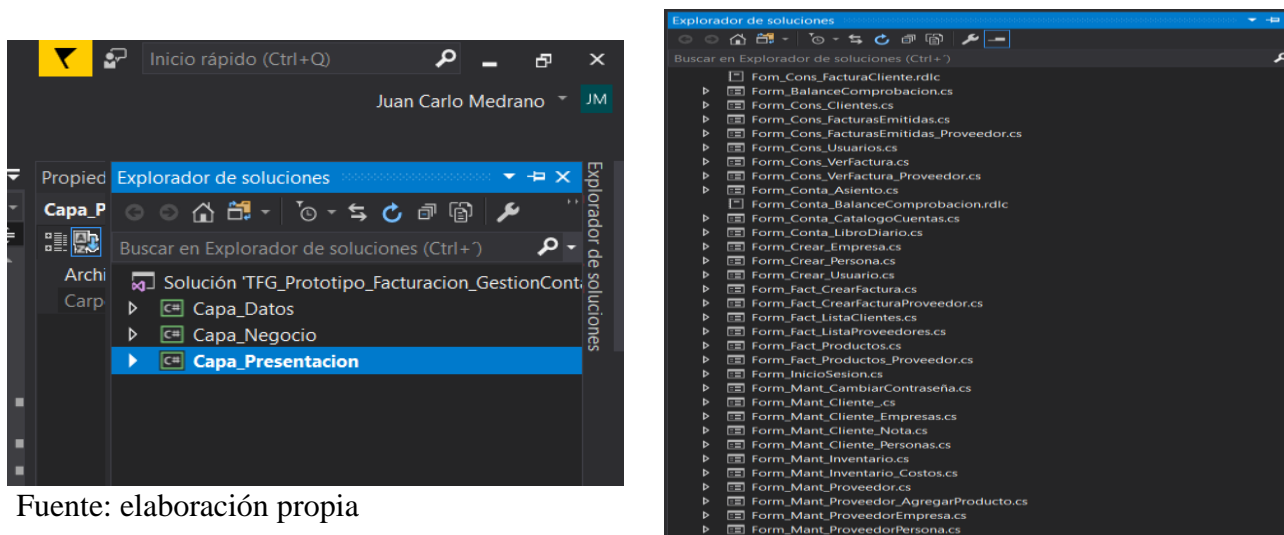 Inicio rápido (Ctrl+Q)
Juan Carlo Medrano JM
Propied
Explorador de soluciones
Capa_P
Buscar en Explorador de soluciones (Ctrl+´)
Archi
Carp
Solución 'TFG_Prototipo_Facturacion_GestionConta
C# Capa_Datos
C# Capa_Negocio
C# Capa_Presentacion
Explorador de soluciones
Fuente: elaboración propia
Explorador de soluciones
Buscar en Explorador de soluciones (Ctrl+´)
Fom_Cons_FacturaCliente.rdlc
Form_BalanceComprobacion.cs
Form_Cons_Clientes.cs
Form_Cons_FacturasEmitidas.cs
Form_Cons_FacturasEmitidas_Proveedor.cs
Form_Cons_Usuarios.cs
Form_Cons_VerFactura.cs
Form_Cons_VerFactura_Proveedor.cs
Form_Conta_Asiento.cs
Form_Conta_BalanceComprobacion.rdlc
Form_Conta_CatalogoCuentas.cs
Form_Conta_LibroDiario.cs
Form_Crear_Empresa.cs
Form_Crear_Persona.cs
Form_Crear_Usuario.cs
Form_Fact_CrearFactura.cs
Form_Fact_CrearFacturaProveedor.cs
Form_Fact_ListaClientes.cs
Form_Fact_ListaProveedores.cs
Form_Fact_Productos.cs
Form_Fact_Productos_Proveedor.cs
Form_InicioSesion.cs
Form_Mant_CambiarContraseña.cs
Form_Mant_Cliente_.cs
Form_Mant_Cliente_Empresas.cs
Form_Mant_Cliente_Nota.cs
Form_Mant_Cliente_Personas.cs
Form_Mant_Inventario.cs
Form_Mant_Inventario_Costos.cs
Form_Mant_Proveedor.cs
Form_Mant_Proveedor_AgregarProducto.cs
Form_Mant_ProveedorEmpresa.cs
Form_Mant_ProveedorPersona.cs